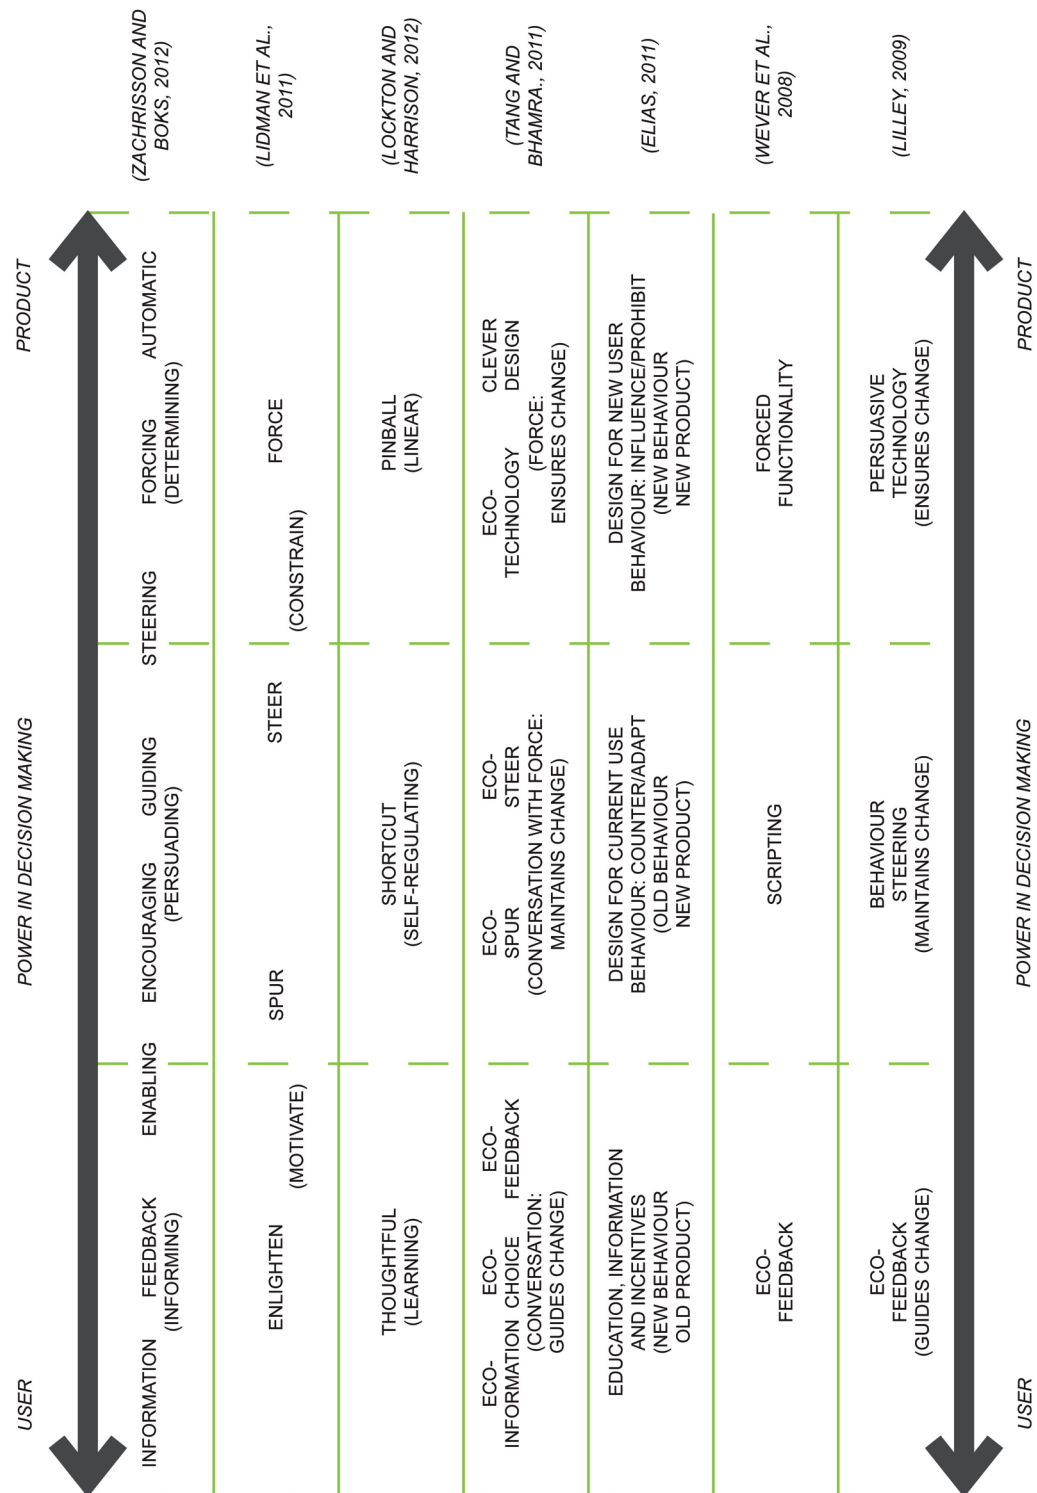 USER
POWER IN DECISION MAKING
PRODUCT
INFORMATION
FEEDBACK
(INFORMING)
ENABLING
ENCOURAGING
GUIDING
(PERSUADING)
STEERING
FORCING
(DETERMINING)
AUTOMATIC
(ZACHRISSON AND
BOKS, 2012)
ENLIGHTEN
(MOTIVATE)
SPUR
STEER
(CONSTRAIN)
FORCE
(LIDMAN ET AL.,
2011)
THOUGHTFUL
(LEARNING)
SHORTCUT
(SELF-REGULATING)
PINBALL
(LINEAR)
(LOCKTON AND
HARRISON, 2012)
ECO-
INFORMATION
ECO-
CHOICE
ECO-
FEEDBACK
(CONVERSATION:
GUIDES CHANGE)
ECO-
SPUR
ECO-
STEER
(CONVERSATION WITH FORCE:
MAINTAINS CHANGE)
ECO-
TECHNOLOGY
CLEVER
DESIGN
(FORCE:
ENSURES CHANGE)
(TANG AND
BHAMRA., 2011)
EDUCATION, INFORMATION
AND INCENTIVES
(NEW BEHAVIOUR
OLD PRODUCT)
DESIGN FOR CURRENT USE
BEHAVIOUR: COUNTER/ADAPT
(OLD BEHAVIOUR
NEW PRODUCT)
DESIGN FOR NEW USER
BEHAVIOUR: INFLUENCE/PROHIBIT
(NEW BEHAVIOUR
NEW PRODUCT)
(ELIAS, 2011)
ECO-
FEEDBACK
SCRIPTING
FORCED
FUNCTIONALITY
(WEVER ET AL.,
2008)
ECO-
FEEDBACK
(GUIDES CHANGE)
BEHAVIOUR
STEERING
(MAINTAINS CHANGE)
PERSUASIVE
TECHNOLOGY
(ENSURES CHANGE)
(LILLEY, 2009)
USER
POWER IN DECISION MAKING
PRODUCT